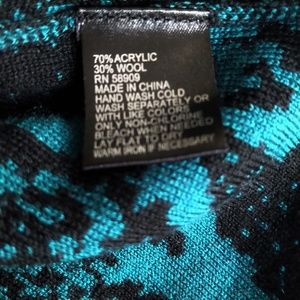 70% ACRYLIC
30% WOOL
RN 58909
MADE IN CHINA
HAND WASH COLD
WASH SEPARATELY OR
WITH LIKE COLORS
ONLY NON-CHLORINE
BLEACH WHEN NEEDED
LAY FLAT TO DRY
WARM IRON IF NECESSARY